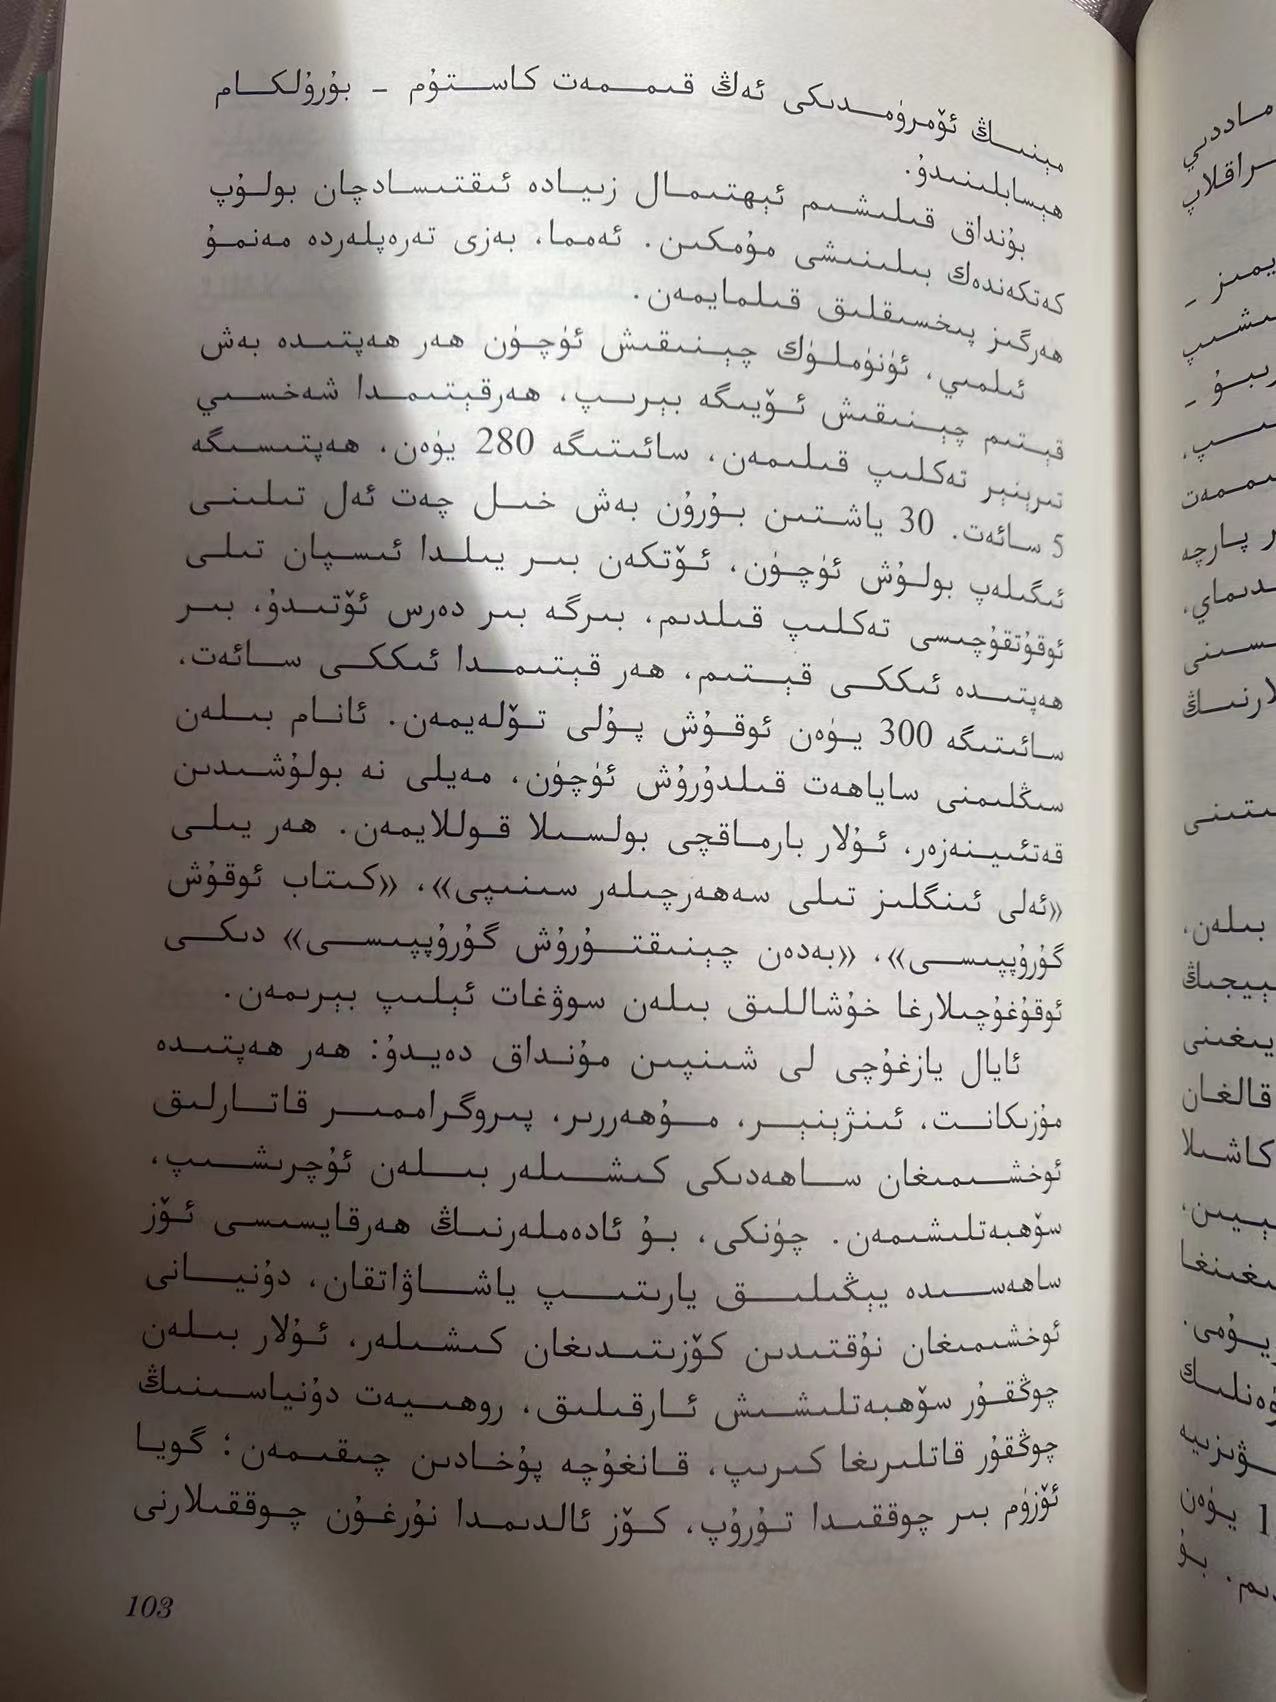 مېنىڭ ئۆمرۈمدىكى ئەڭ قىممەت كاستۇم - بۇرۇلكام
ھېسابلىنىدۇ.
بۇنداق قىلىشىم ئېھتىمال زىيادە ئىقتىسادچان بولۇپ
كەتكەندەك بىلىنىشى مۇمكىن. ئەمما، بەزى تەرەپلەردە مەنمۇ
ھەرگىز پىخسىقلىق قىلمايمەن.
ئىلمىي، ئۈنۈملۈك چېنىقىش ئۈچۈن ھەر ھەپتىدە بەش
قېتىم چېنىقىش ئۆيىگە بېرىپ، ھەرقېتىمدا شەخسىي
تىرېنېر تەكلىپ قىلىمەن، سائىتىگە 280 يۈەن، ھەپتىسىگە
5 سائەت. 30 ياشتىن بۇرۇن بەش خىل چەت ئەل تىلىنى
ئىگىلەپ بولۇش ئۈچۈن، ئۆتكەن بىر يىلدا ئىسپان تىلى
ئوقۇتقۇچىسى تەكلىپ قىلدىم، بىرگە بىر دەرس ئۆتىدۇ، بىر
ھەپتىدە ئىككى قېتىم، ھەر قېتىمدا ئىككى سائەت،
سائىتىگە 300 يۈەن ئوقۇش پۇلى تۆلەيمەن. ئانام بىلەن
سىڭلىمنى ساياھەت قىلدۇرۇش ئۈچۈن، مەيلى نە بولۇشىدىن
قەتئىينەزەر، ئۇلار بارماقچى بولسىلا قوللايمەن. ھەر يىلى
«ئەلى ئىنگلىز تىلى سەھەرچىلەر سىنىپى»، «كىتاب ئوقۇش
گۇرۇپپىسى»، «بەدەن چېنىقتۇرۇش گۇرۇپپىسى» دىكى
ئوقۇغۇچىلارغا خۇشاللىق بىلەن سوۋغات ئېلىپ بېرىمەن.
ئايال يازغۇچى لى شىنپىن مۇنداق دەيدۇ: ھەر ھەپتىدە
مۇزىكانت، ئىنژېنېر، مۇھەررىر، پىروگراممىر قاتارلىق
ئوخشىمىغان ساھەدىكى كىشىلەر بىلەن ئۇچرىشىپ،
سۆھبەتلىشىمەن. چۈنكى، بۇ ئادەملەرنىڭ ھەرقايسىسى ئۆز
ساھەسىدە يېڭىلىق يارىتىپ ياشاۋاتقان، دۇنيانى
ئوخشىمىغان نۇقتىدىن كۆزىتىدىغان كىشىلەر، ئۇلار بىلەن
چوڭقۇر سۆھبەتلىشىش ئارقىلىق، روھىيەت دۇنياسىنىڭ
چوڭقۇر قاتلىرىغا كىرىپ، قانغۇچە پۇخادىن چىقىمەن؛ گويا
ئۆزۈم بىر چوققىدا تۇرۇپ، كۆز ئالدىمدا نۇرغۇن چوققىلارنى
103